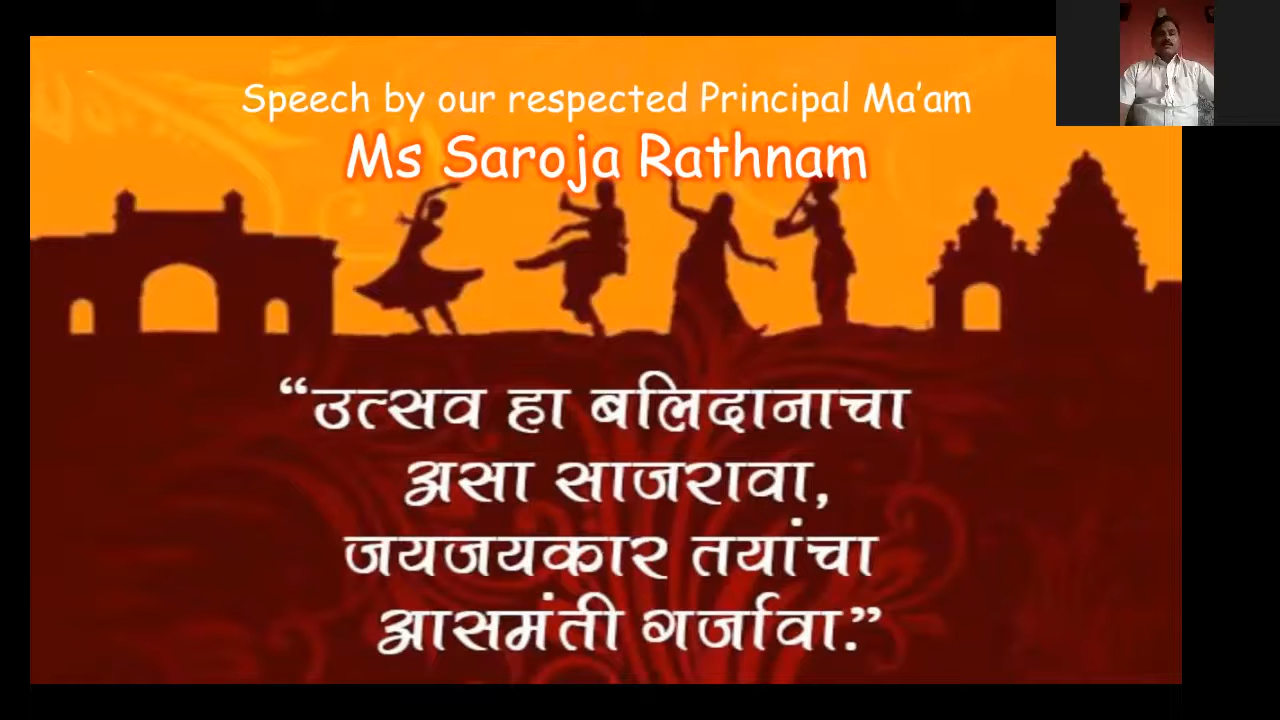 Speech by our respected Principal Ma’am
Ms Saroja Rathnam
“उत्सव हा बलिदानाचा
असा साजरावा,
जयजयकार तयांचा
आसमंती गर्जावा.”